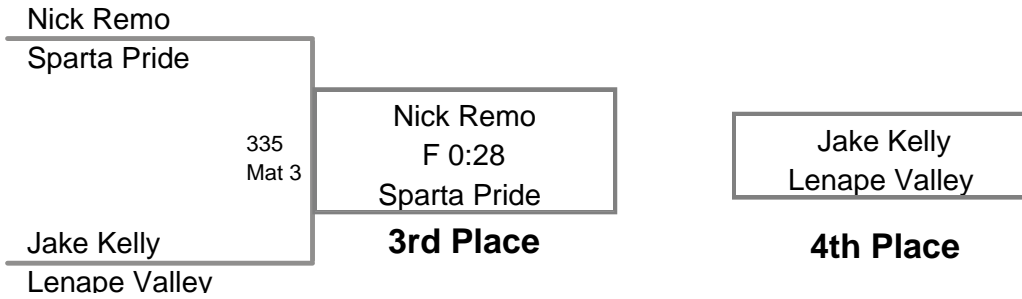 Nick Remo
Sparta Pride
335
Mat 3
Nick Remo
F 0:28
Sparta Pride
3rd Place
Jake Kelly
Lenape Valley
4th Place
Jake Kelly
Lenape Valley